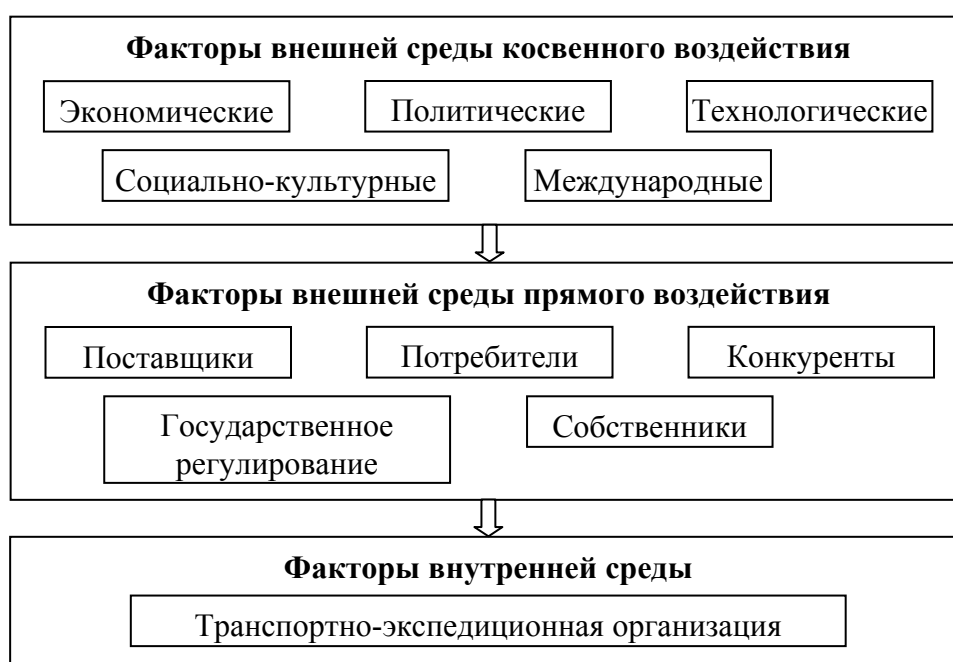 Факторы внешней среды косвенного воздействия
Экономические
Политические
Технологические
Социально-культурные
Международные
Факторы внешней среды прямого воздействия
Поставщики
Потребители
Конкуренты
Государственное
регулирование
Собственники
Факторы внутренней среды
Транспортно-экспедиционная организация